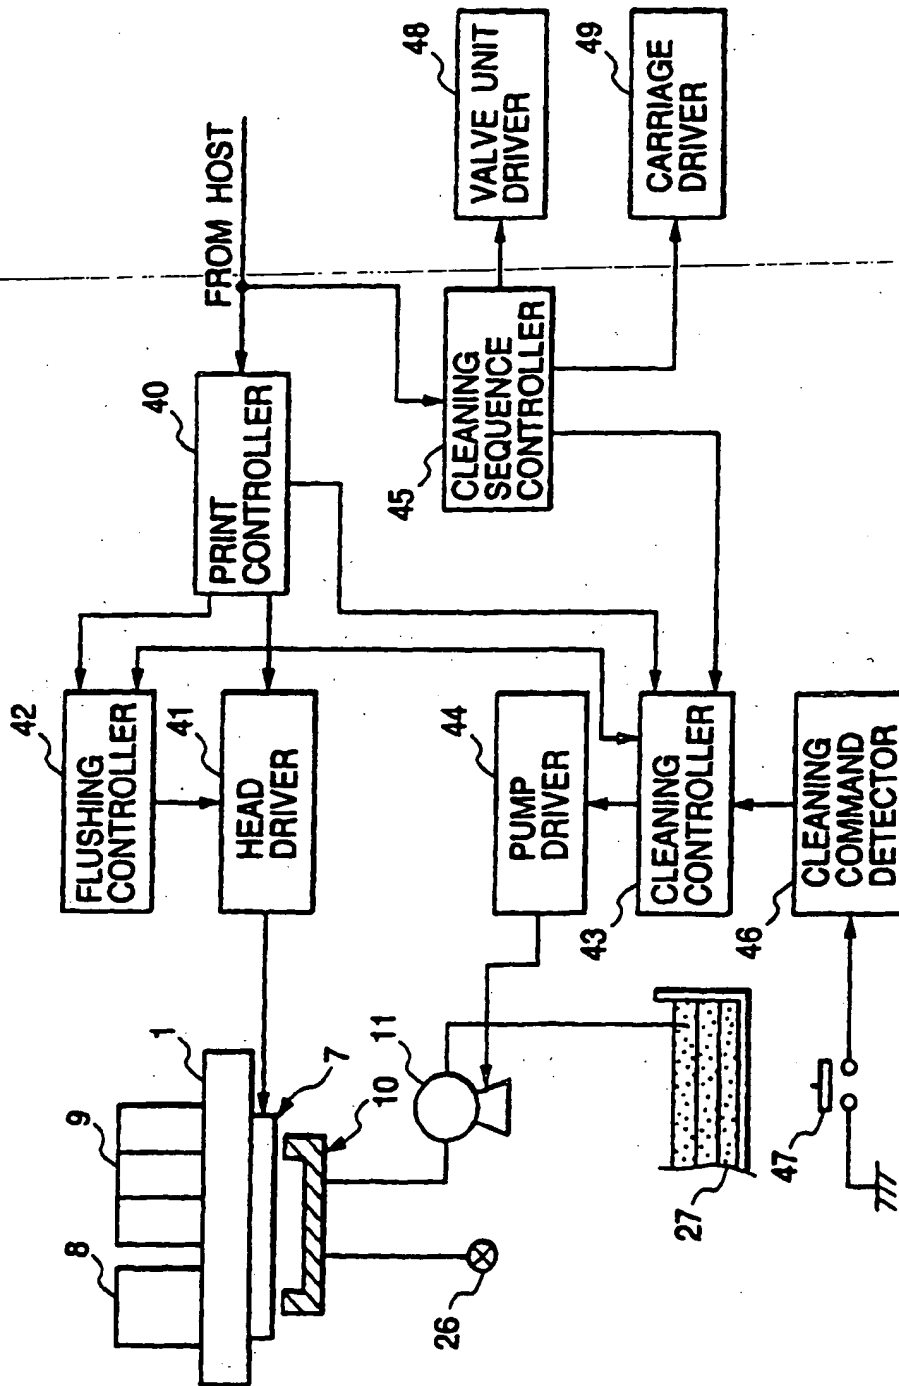 8
9
1
7
10
11
26
27
47
42
FLUSHING
CONTROLLER
41
HEAD
DRIVER
44
PUMP
DRIVER
43
CLEANING
CONTROLLER
46
CLEANING
COMMAND
DETECTOR
40
PRINT
CONTROLLER
FROM HOST
45
CLEANING
SEQUENCE
CONTROLLER
48
VALVE UNIT
DRIVER
49
CARRIAGE
DRIVER